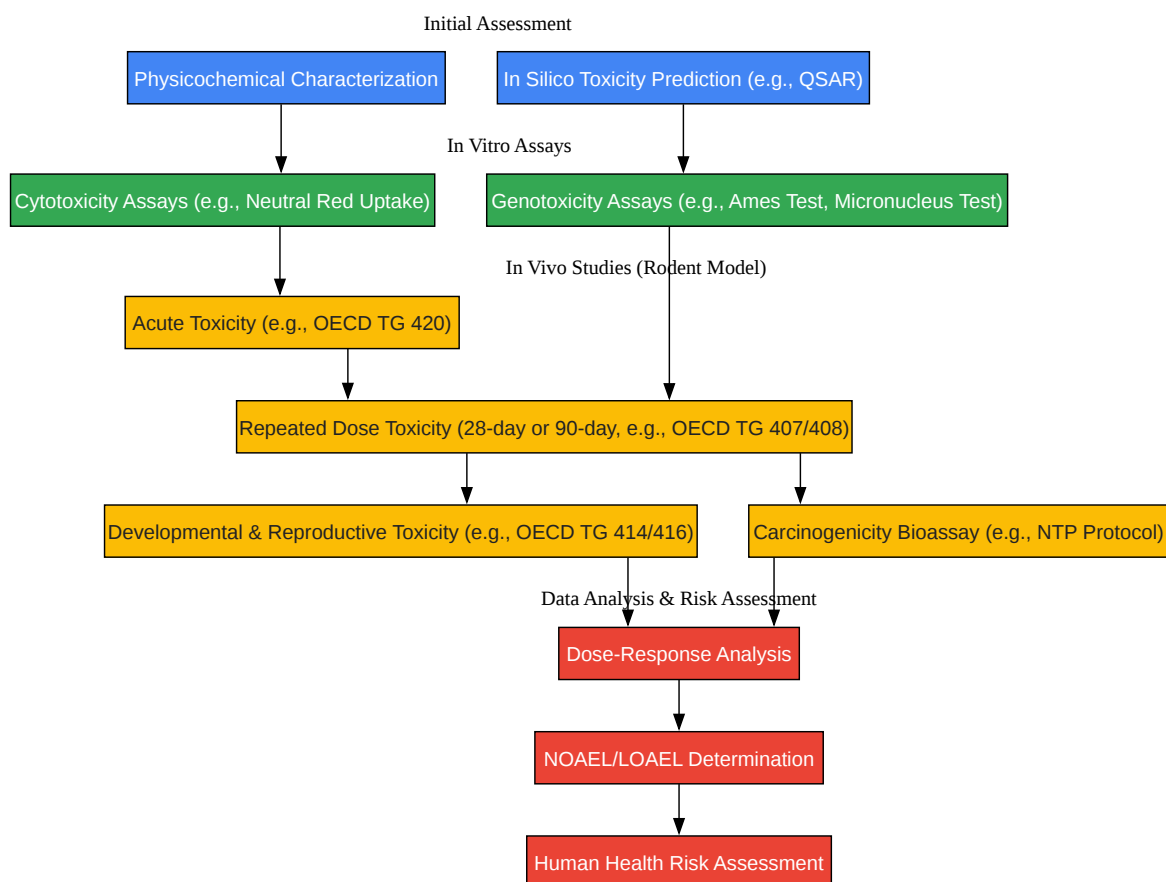 Initial Assessment
Physicochemical Characterization
In Silico Toxicity Prediction (e.g., QSAR)
In Vitro Assays
Cytotoxicity Assays (e.g., Neutral Red Uptake)
Genotoxicity Assays (e.g., Ames Test, Micronucleus Test)
In Vivo Studies (Rodent Model)
Acute Toxicity (e.g., OECD TG 420)
Repeated Dose Toxicity (28-day or 90-day, e.g., OECD TG 407/408)
Developmental & Reproductive Toxicity (e.g., OECD TG 414/416)
Carcinogenicity Bioassay (e.g., NTP Protocol)
Data Analysis & Risk Assessment
Dose-Response Analysis
NOAEL/LOAEL Determination
Human Health Risk Assessment